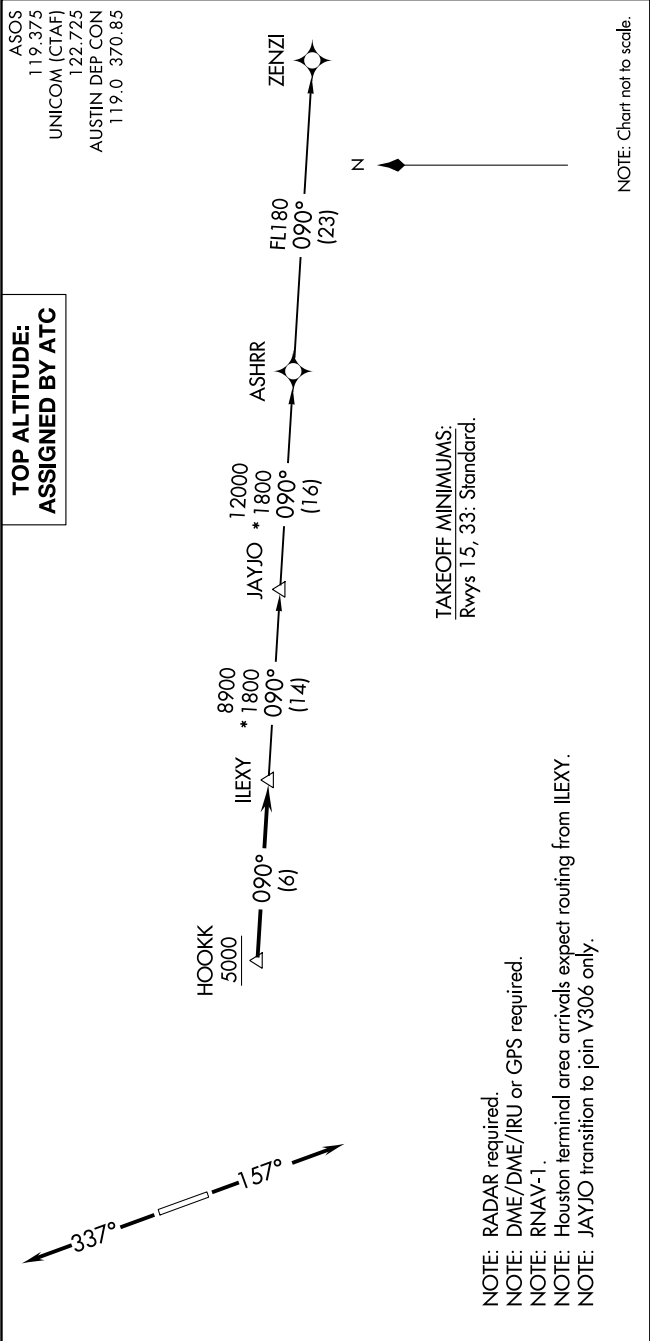 ASOS
119.375
UNICOM (CTAF)
122.725
AUSTIN DEP CON
119.0 370.85
TOP ALTITUDE:
ASSIGNED BY ATC
ZENZI
N
FL180
090°
(23)
ASHRR
12000
*1800
090°
(16)
JAYJO
8900
*1800
090°
(14)
ILEXY
090°
(6)
HOOKK
5000
337°
157°
TAKEOFF MINIMUMS:
Rwys 15, 33: Standard.
NOTE: RADAR required.
NOTE: DME/DME/IRU or GPS required.
NOTE: RNAV-1.
NOTE: Houston terminal area arrivals expect routing from ILEXY.
NOTE: JAYJO transition to join V306 only.
NOTE: Chart not to scale.